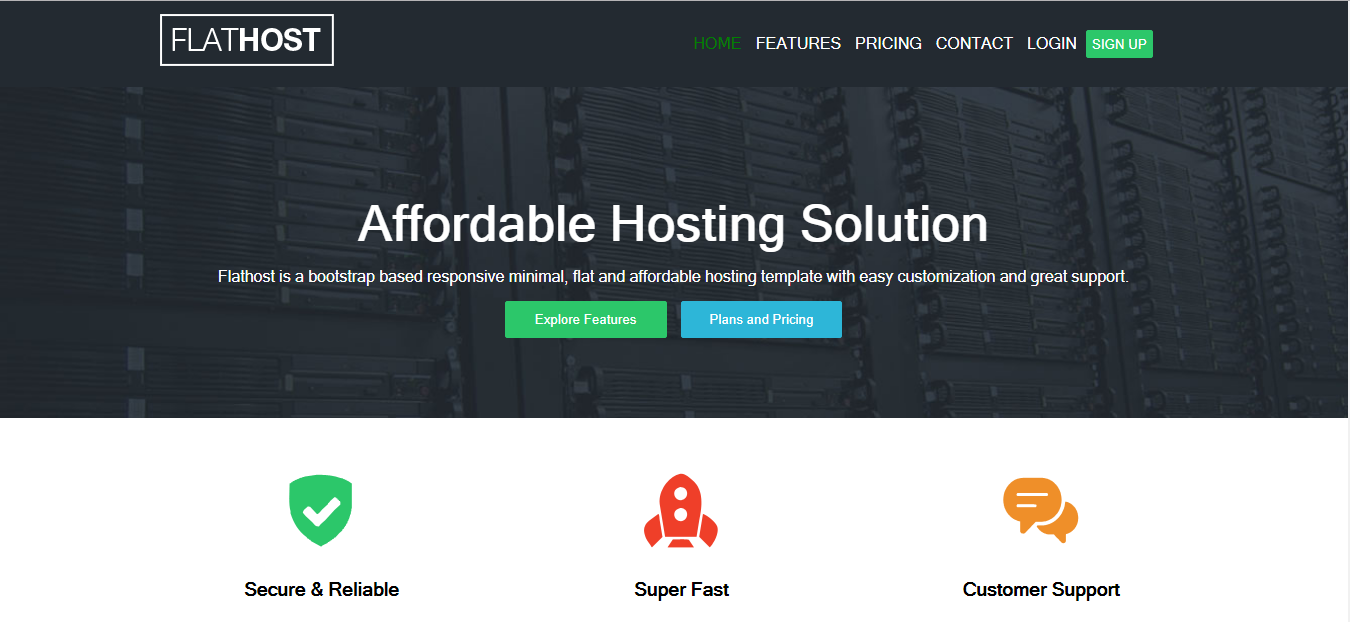 FLATHOST
HOME FEATURES PRICING CONTACT LOGIN SIGN UP
Affordable Hosting Solution
Flathost is a bootstrap based responsive minimal, flat and affordable hosting template with easy customization and great support.
Explore Features Plans and Pricing
Secure & Reliable Super Fast Customer Support